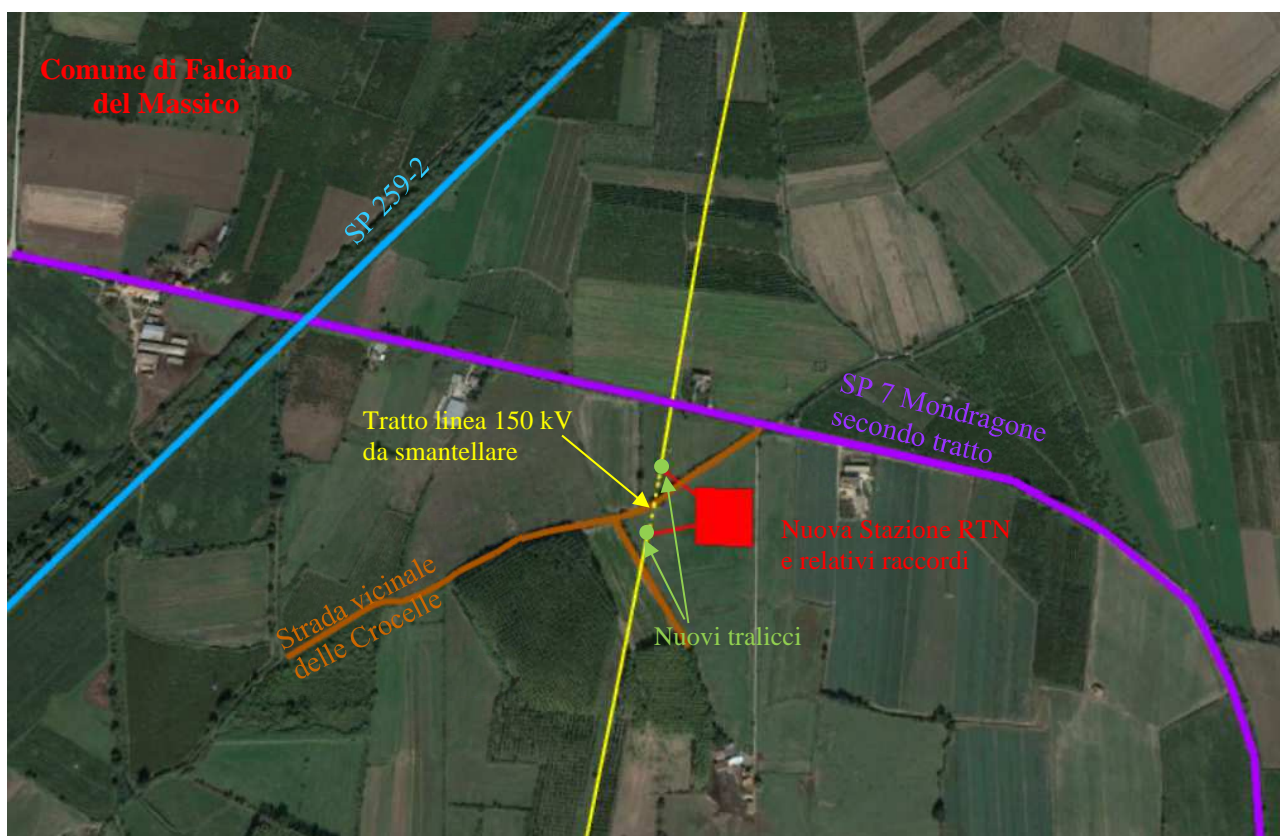 Comune di Falciano
del Massico
SP 259-2
SP 7 Mondragone
secondo tratto
Tratto linea 150 kV
da smantellare
Nuova Stazione RTN
e relativi raccordi
Strada vicinale
delle Crocelle
Nuovi tralicci